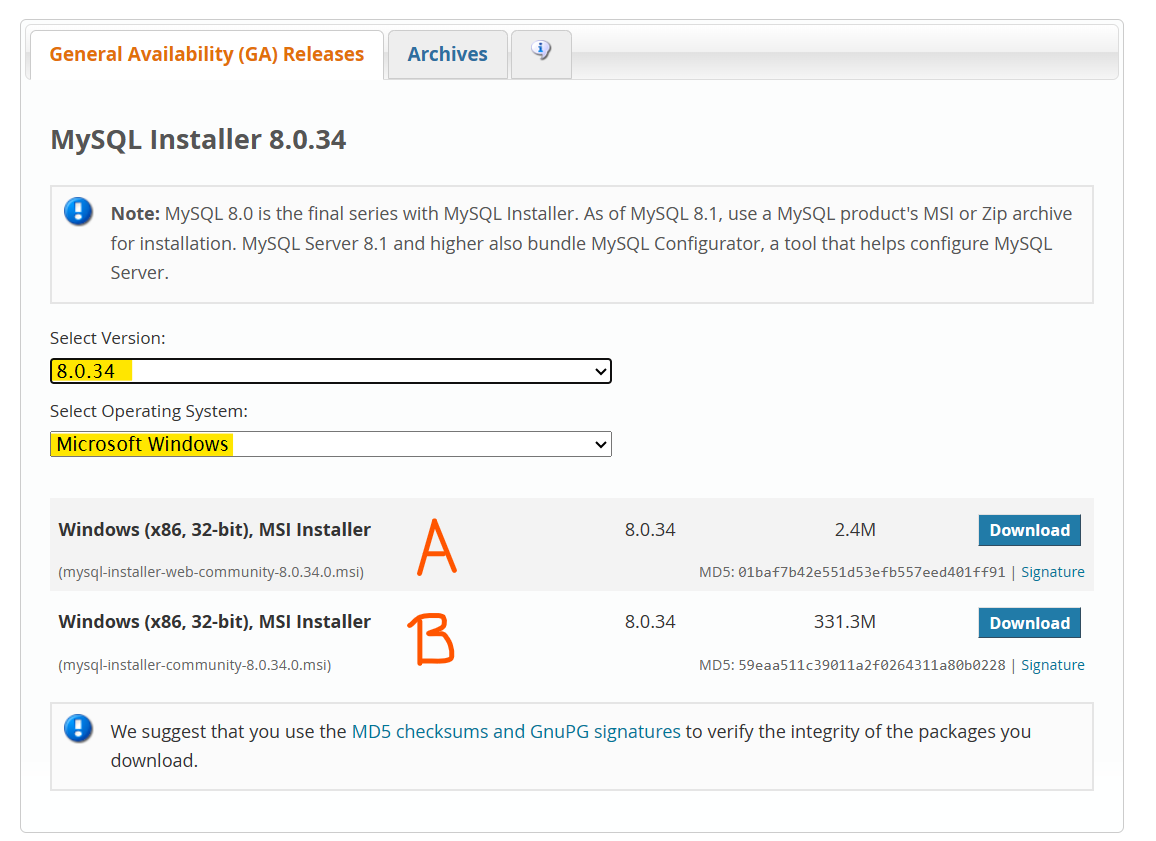 General Availability (GA) Releases
Archives
MySQL Installer 8.0.34
Note: MySQL 8.0 is the final series with MySQL Installer. As of MySQL 8.1, use a MySQL product's MSI or Zip archive
for installation. MySQL Server 8.1 and higher also bundle MySQL Configurator, a tool that helps configure MySQL
Server.
Select Version:
8.0.34
Select Operating System:
Microsoft Windows
Windows (x86, 32-bit), MSI Installer 8.0.34 2.4M Download
A
(mysql-installer-web-community-8.0.34.0.msi) MD5: 01baf7b42e551d53efb557eed401ff91 | Signature
Windows (x86, 32-bit), MSI Installer 8.0.34 331.3M Download
B
(mysql-installer-community-8.0.34.0.msi) MD5: 59eaa511c39011a2f0264311a80b0228 | Signature
We suggest that you use the MD5 checksums and GnuPG signatures to verify the integrity of the packages you
download.